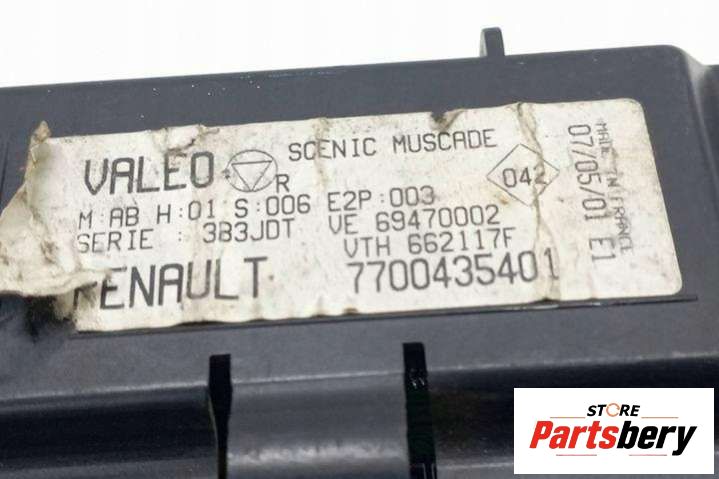 VALEO R SCENIC MUSCADE
M:AB H:01 S:006 E2P:003
SERIE : 3B3JDT VE 69470002
VTH 662117F
RENAULT 7700435401
042
MADE IN FRANCE
07/05/01 E1
STORE
Partsbery